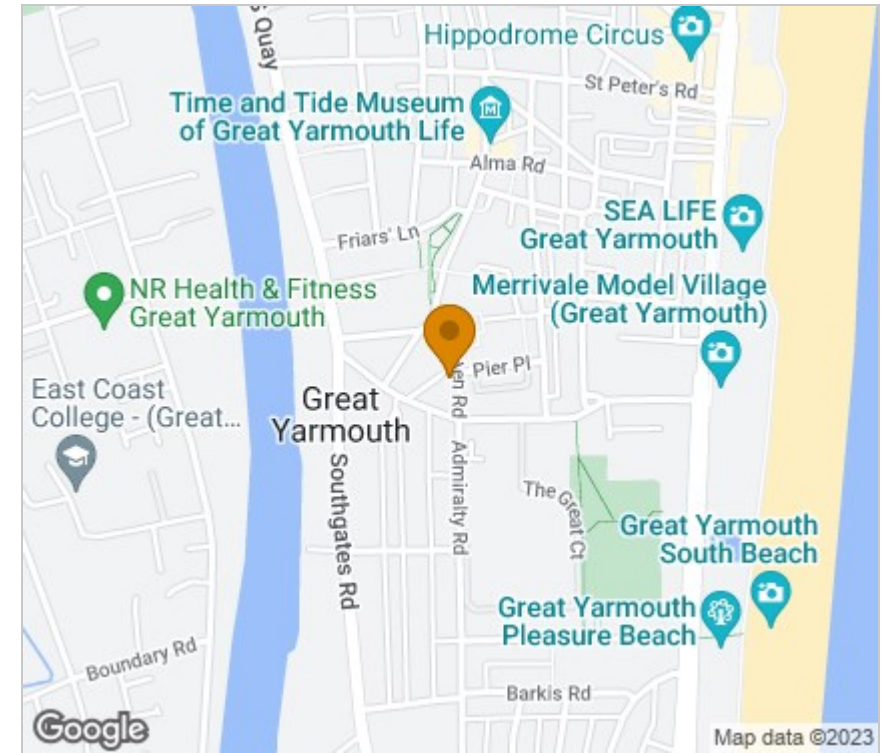 s Quay
Hippodrome Circus
St Peter's Rd
Time and Tide Museum
of Great Yarmouth Life
Alma Rd
SEA LIFE
Great Yarmouth
Friars' Ln
Merrivale Model Village
(Great Yarmouth)
NR Health & Fitness
Great Yarmouth
Pier Pl
en Rd
East Coast
College - (Great...
Great
Yarmouth
Southgates Rd
Admiralty Rd
The Great Ct
Great Yarmouth
South Beach
Great Yarmouth
Pleasure Beach
Boundary Rd
Barkis Rd
Google
Map data ©2023